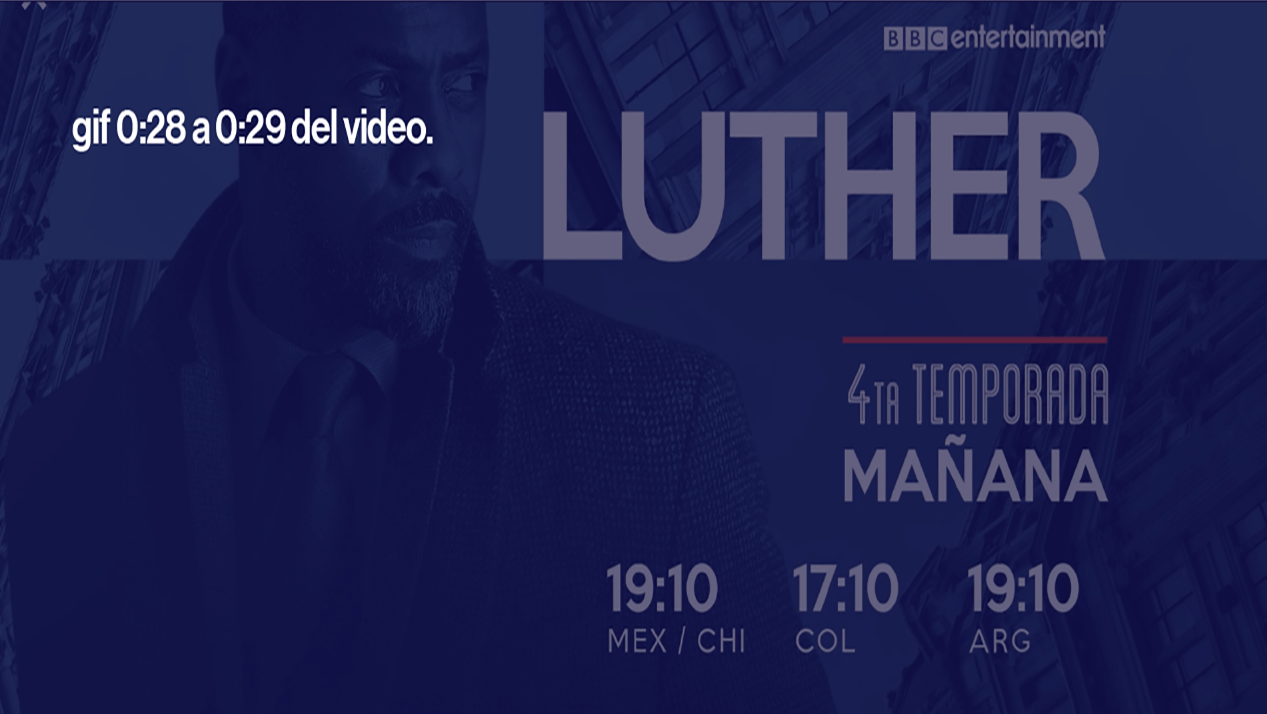 BBC entertainment
gif 0:28 a 0:29 del video.
LUTHER
4TA TEMPORADA
MAÑANA
19:10 17:10 19:10
MEX / CHI COL ARG